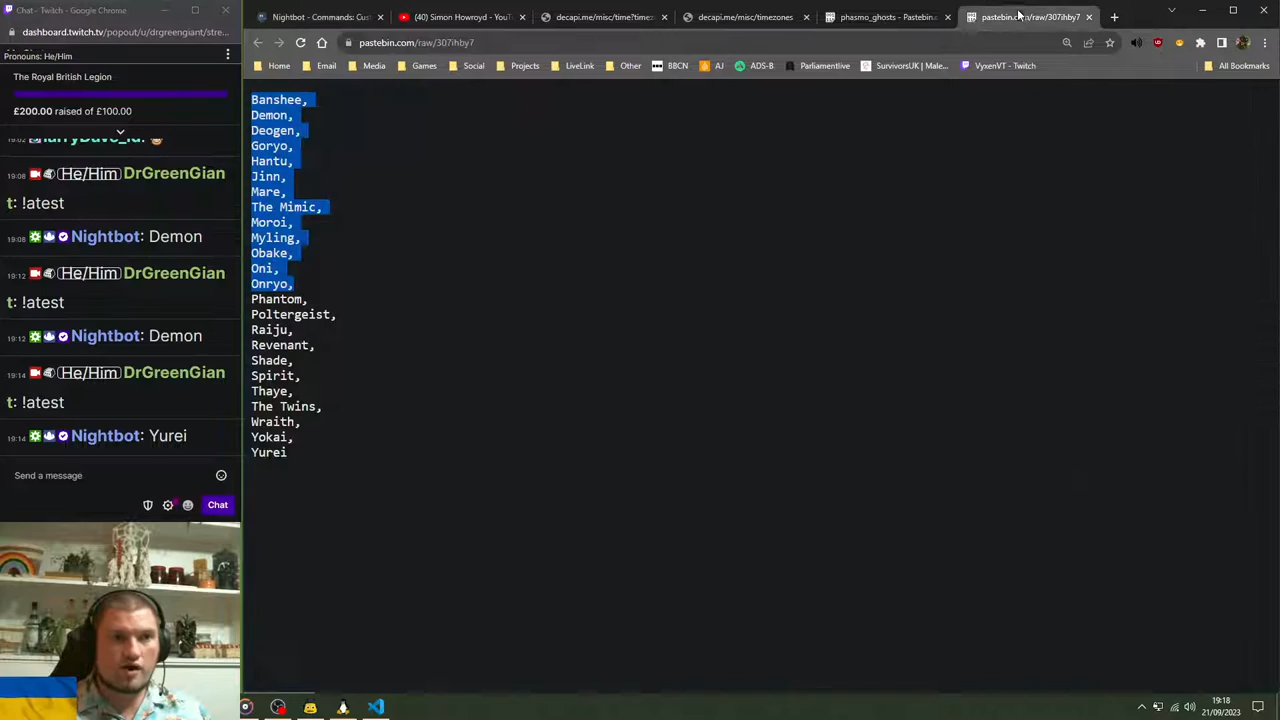 Chat - Twitch - Google Chrome
dashboard.twitch.tv/popout/u/drgreengiant/stre...
Pronouns: He/Him
The Royal British Legion
£200.00 raised of £100.00
19:08 He/Him DrGreenGian
t: !latest
19:08 Nightbot: Demon
19:12 He/Him DrGreenGian
t: !latest
19:12 Nightbot: Demon
19:14 He/Him DrGreenGian
t: !latest
19:14 Nightbot: Yurei
Send a message
Chat
Nightbot - Commands: Cus
(40) Simon Howroyd - YouT
decapi.me/misc/time?timez
decapi.me/misc/timezones
phasmo_ghosts - Pastebin.c
pastebin.com/raw/307ihby7
pastebin.com/raw/307ihby7
Home
Email
Media
Games
Social
Projects
LiveLink
Other
BBCN
AJ
ADS-B
Parliamentlive
SurvivorsUK | Male...
VyxenVT - Twitch
All Bookmarks
Banshee,
Demon,
Deogen,
Goryo,
Hantu,
Jinn,
Mare,
The Mimic,
Moroi,
Myling,
Obake,
Oni,
Onryo,
Phantom,
Poltergeist,
Raiju,
Revenant,
Shade,
Spirit,
Thaye,
The Twins,
Wraith,
Yokai,
Yurei
19:18
21/09/2023